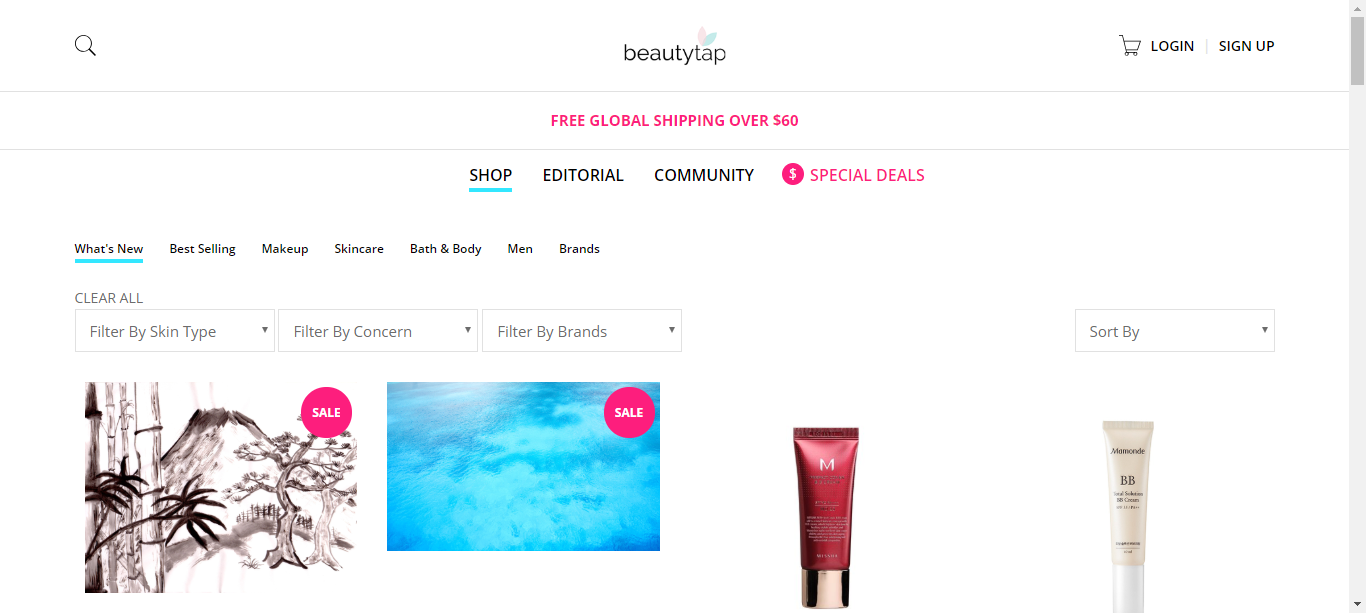 beautytap
LOGIN
SIGN UP
FREE GLOBAL SHIPPING OVER $60
SHOP
EDITORIAL
COMMUNITY
$ SPECIAL DEALS
What's New
Best Selling
Makeup
Skincare
Bath & Body
Men
Brands
CLEAR ALL
Filter By Skin Type
Filter By Concern
Filter By Brands
Sort By
SALE
SALE
M
MISSHA
Mamonde
BB
Total Solution
BB Cream